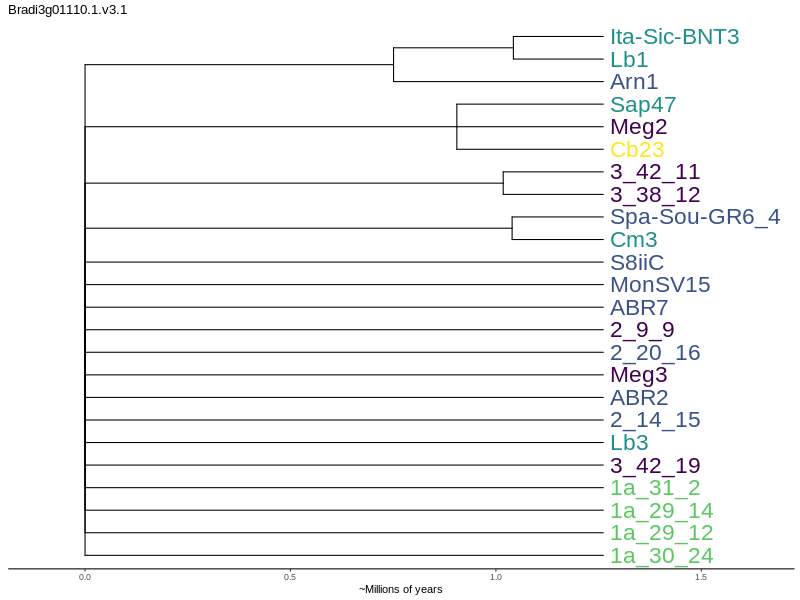 Bradi3g01110.1.v3.1
Ita-Sic-BNT3
Lb1
Arn1
Sap47
Meg2
Cb23
3_42_11
3_38_12
Spa-Sou-GR6_4
Cm3
S8iiC
MonSV15
ABR7
2_9_9
2_20_16
Meg3
ABR2
2_14_15
Lb3
3_42_19
1a_31_2
1a_29_14
1a_29_12
1a_30_24
0.0 0.5 1.0 1.5
~Millions of years